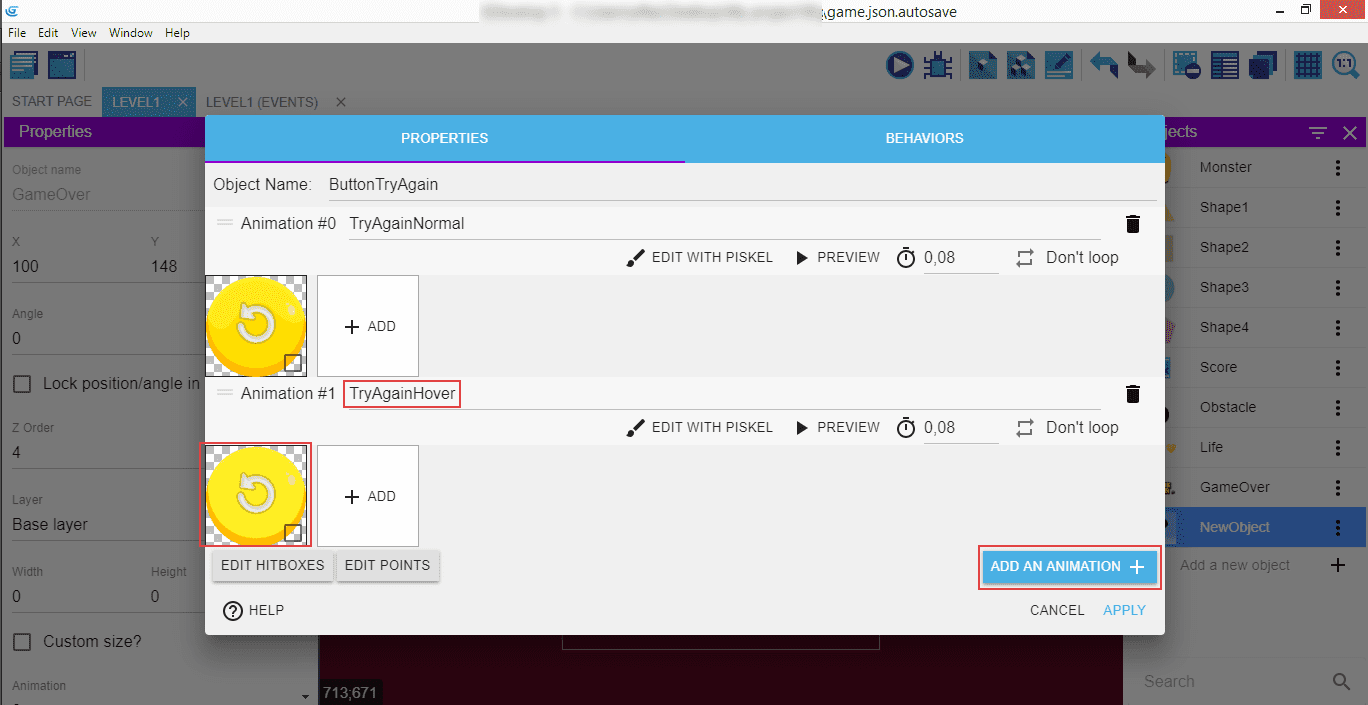 \game.json.autosave
File Edit View Window Help
1:1
START PAGE LEVEL1 LEVEL1 (EVENTS)
Properties
Object name
GameOver
X Y
100 148
Angle
0
Lock position/angle in
Z Order
4
Layer
Base layer
Width Height
0 0
Custom size?
Animation
PROPERTIES BEHAVIORS
Object Name: ButtonTryAgain
Animation #0 TryAgainNormal
EDIT WITH PISKEL PREVIEW 0,08 Don't loop
ADD
Animation #1 TryAgainHover
EDIT WITH PISKEL PREVIEW 0,08 Don't loop
ADD
EDIT HITBOXES EDIT POINTS ADD AN ANIMATION
HELP CANCEL APPLY
713;671
jects
Monster
Shape1
Shape2
Shape3
Shape4
Score
Obstacle
Life
GameOver
NewObject
Add a new object
Search